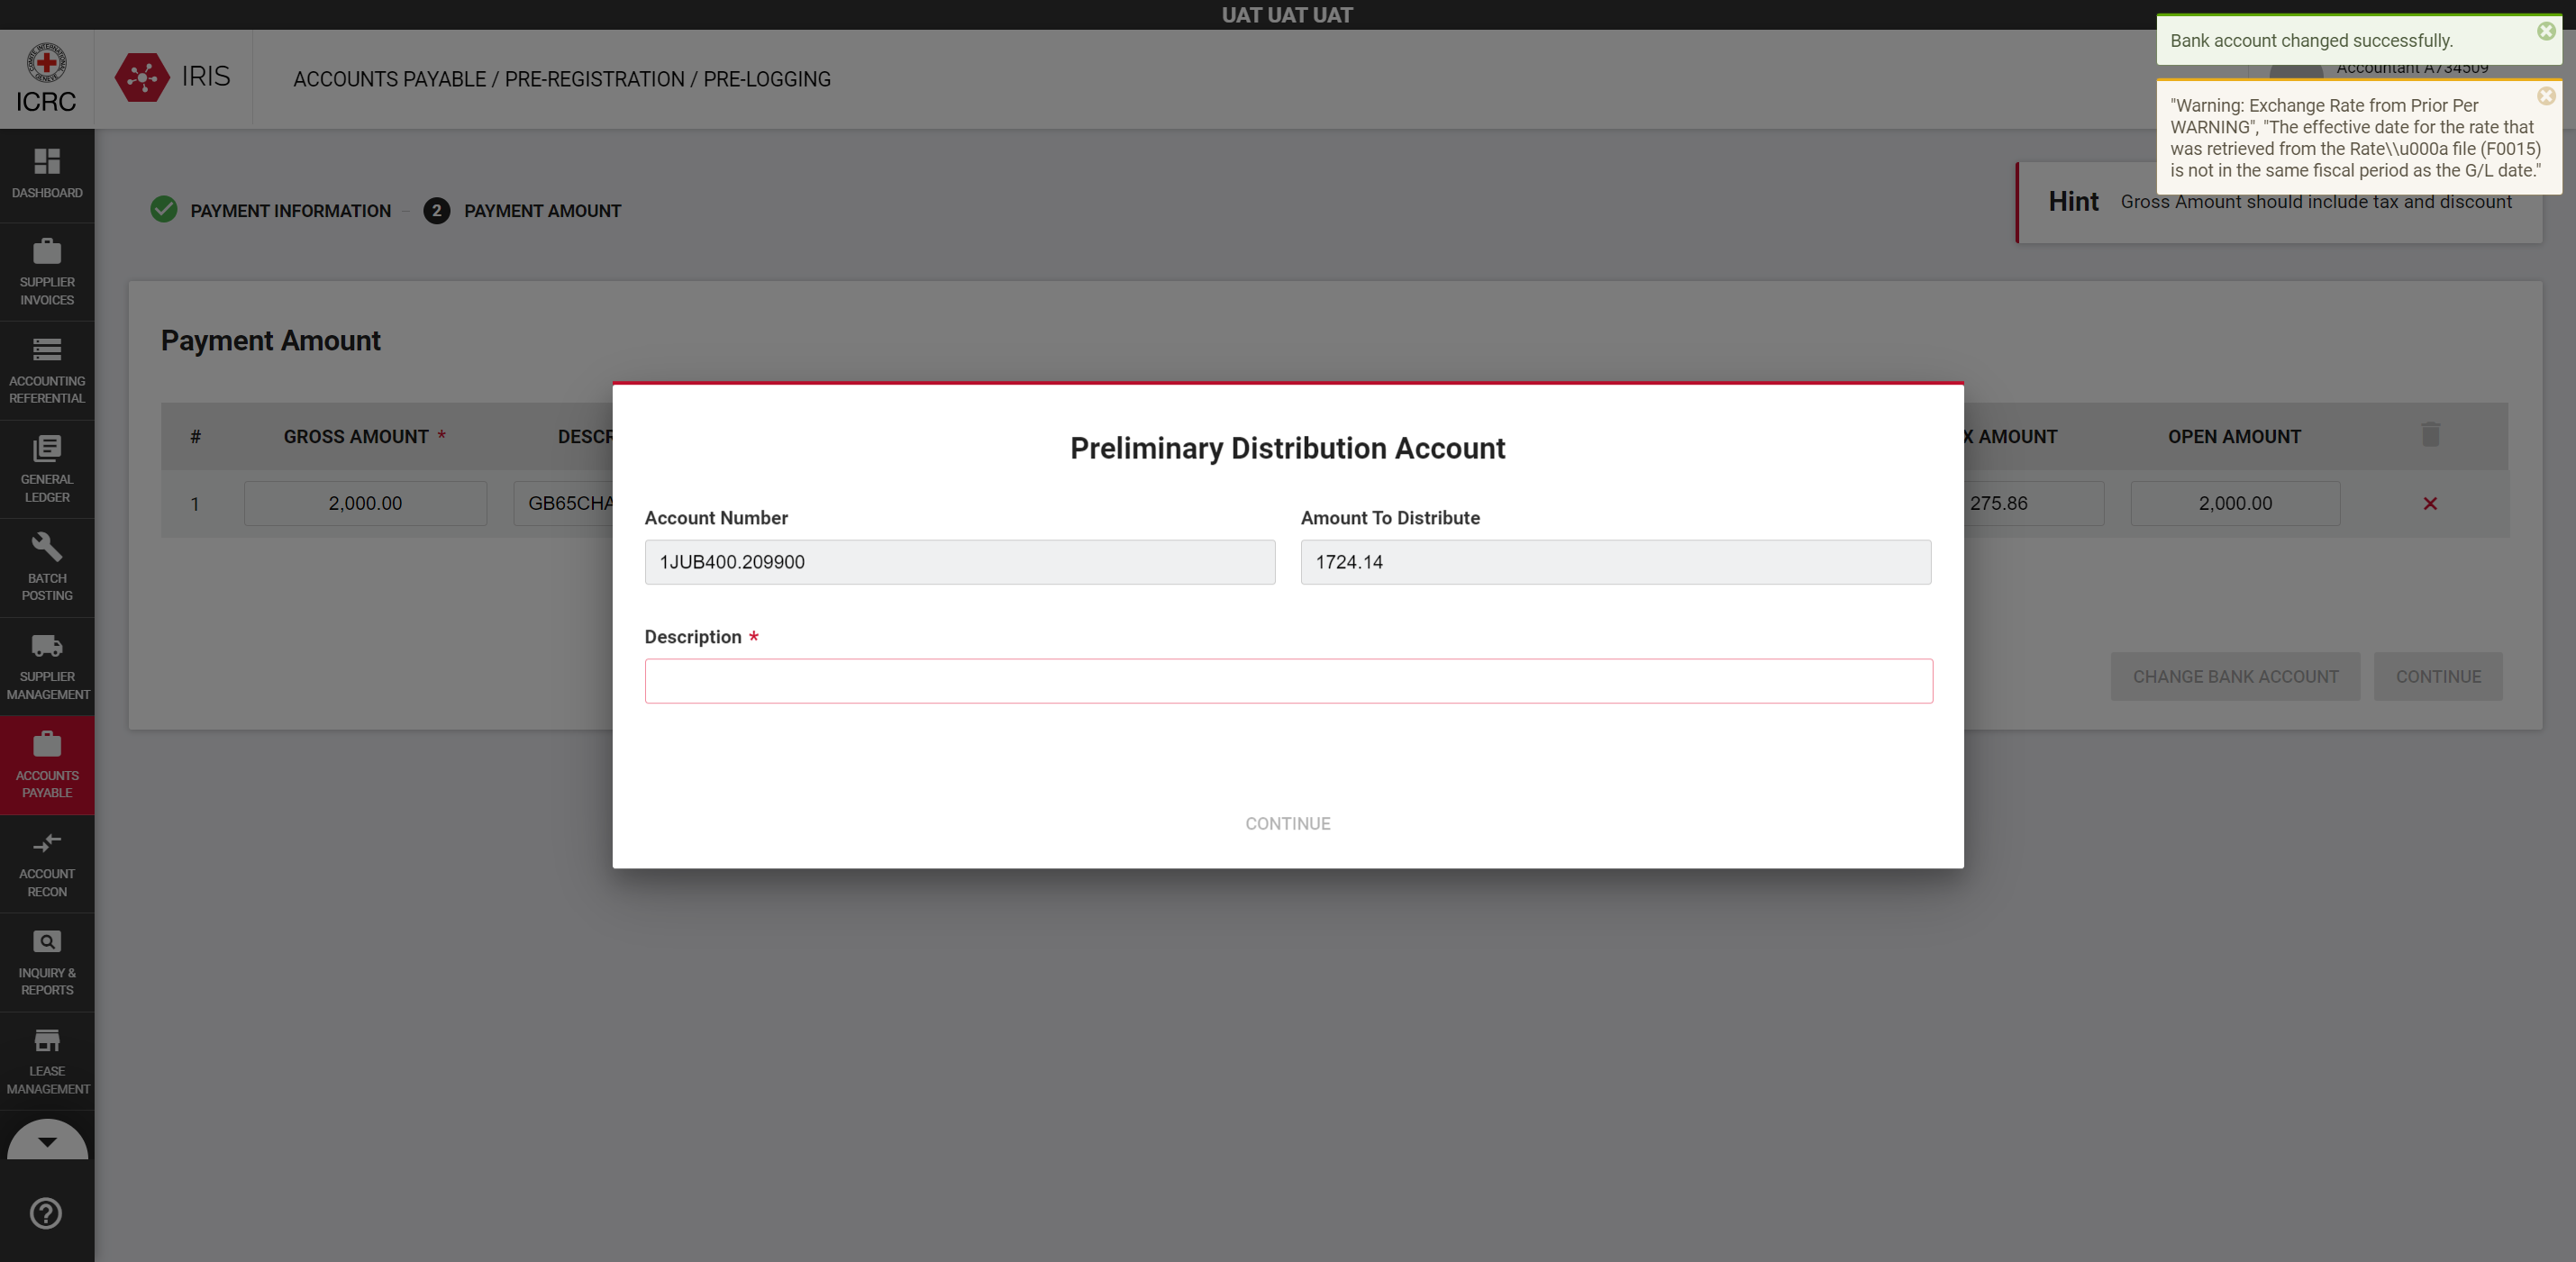 UAT UAT UAT
ICRC
IRIS
ACCOUNTS PAYABLE / PRE-REGISTRATION / PRE-LOGGING
Bank account changed successfully.
Accountant A734509
"Warning: Exchange Rate from Prior Per
WARNING", "The effective date for the rate that
was retrieved from the Rate\\u000a file (F0015)
is not in the same fiscal period as the G/L date."
Hint Gross Amount should include tax and discount
DASHBOARD
SUPPLIER
INVOICES
ACCOUNTING
REFERENTIAL
GENERAL
LEDGER
BATCH
POSTING
SUPPLIER
MANAGEMENT
ACCOUNTS
PAYABLE
ACCOUNT
RECON
INQUIRY &
REPORTS
LEASE
MANAGEMENT
PAYMENT INFORMATION – 2 PAYMENT AMOUNT
Payment Amount
# GROSS AMOUNT * DESCR X AMOUNT OPEN AMOUNT
1 2,000.00 GB65CHA 275.86 2,000.00
CHANGE BANK ACCOUNT CONTINUE
Preliminary Distribution Account
Account Number Amount To Distribute
1JUB400.209900 1724.14
Description *
CONTINUE